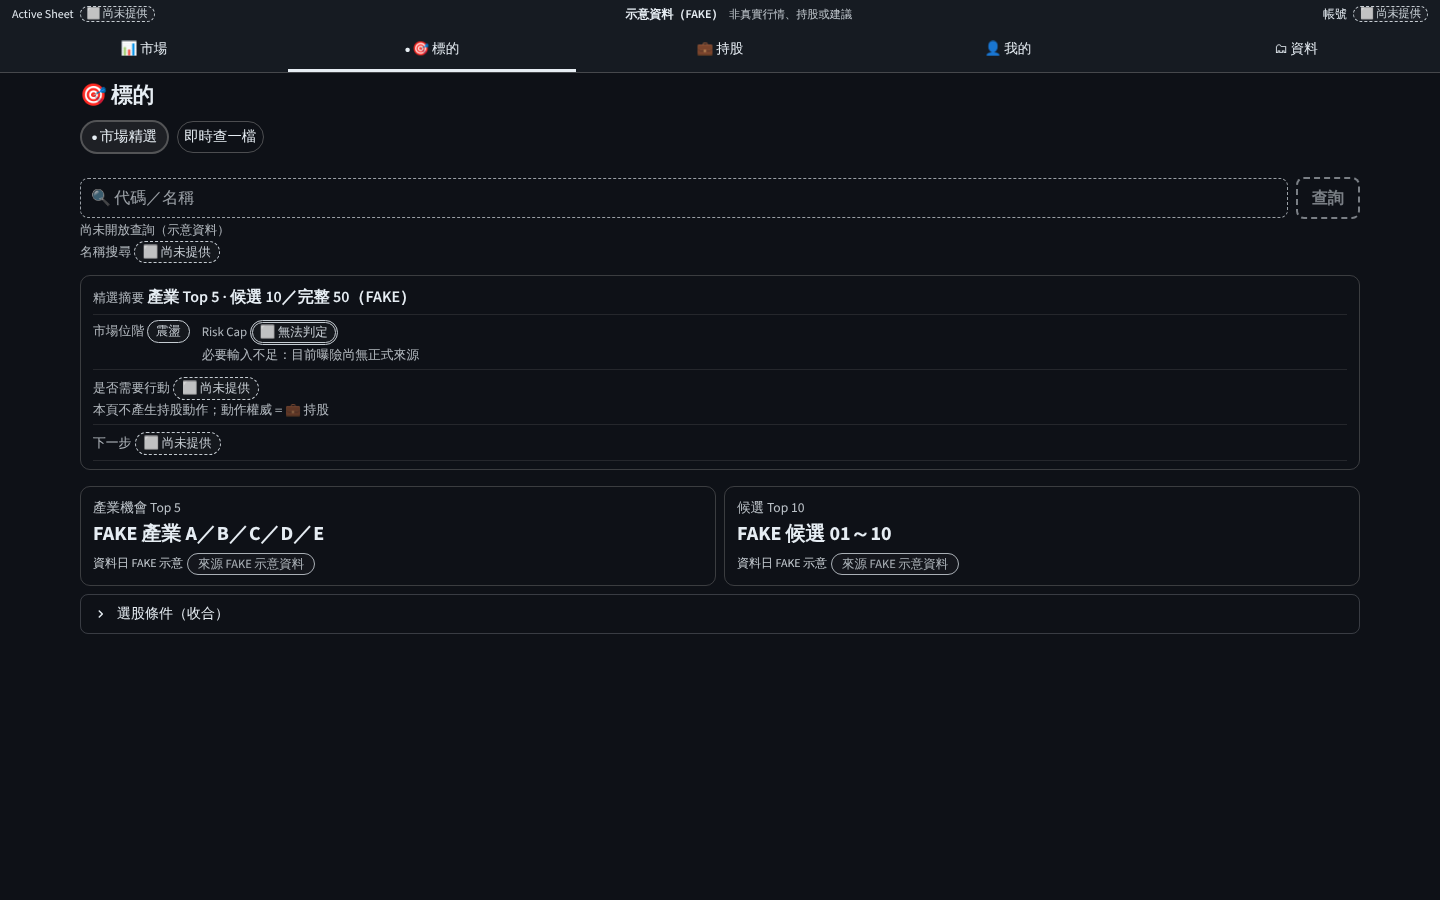 Active Sheet ⬜ 尚未提供
示意資料（FAKE） 非真實行情、持股或建議
帳號 ⬜ 尚未提供
📊 市場
•🎯 標的
💼 持股
👤 我的
🗂 資料
🎯 標的
•市場精選
即時查一檔
🔍 代碼／名稱
查詢
尚未開放查詢（示意資料）
名稱搜尋 ⬜ 尚未提供
精選摘要 產業 Top 5 · 候選 10／完整 50（FAKE）
市場位階 震盪 Risk Cap ⬜ 無法判定
必要輸入不足：目前曝險尚無正式來源
是否需要行動 ⬜ 尚未提供
本頁不產生持股動作；動作權威＝💼 持股
下一步 ⬜ 尚未提供
產業機會 Top 5
FAKE 產業 A／B／C／D／E
資料日 FAKE 示意 來源 FAKE 示意資料
候選 Top 10
FAKE 候選 01～10
資料日 FAKE 示意 來源 FAKE 示意資料
選股條件（收合）